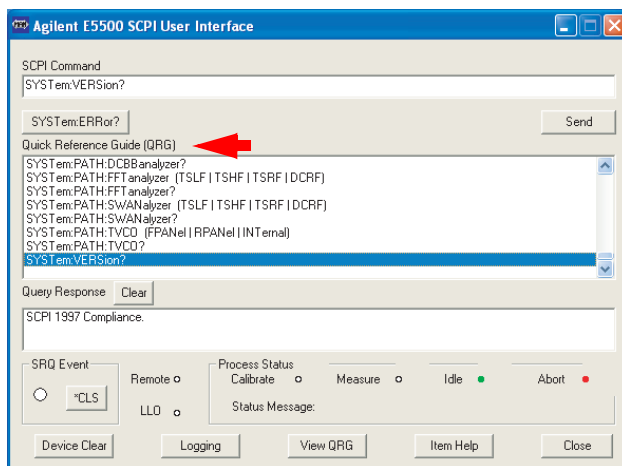 Agilent E5500 SCPI User Interface
SCPI Command
SYSTem:VERSion?
SYSTem:ERRor?
Send
Quick Reference Guide (QRG)
SYSTem:PATH:DCBBanalyzer?
SYSTem:PATH:FFTanalyzer (TSLF | TSHF | TSRF | DCRF)
SYSTem:PATH:FFTanalyzer?
SYSTem:PATH:SWANalyzer (TSLF | TSHF | TSRF | DCRF)
SYSTem:PATH:SWANalyzer?
SYSTem:PATH:TVCO (FPANel | RPANel | INTernal)
SYSTem:PATH:TVCO?
SYSTem:VERSion?
Query Response Clear
SCPI 1997 Compliance.
SRQ Event
Process Status
Remote Calibrate Measure Idle Abort
*CLS
LLO Status Message:
Device Clear Logging View QRG Item Help Close